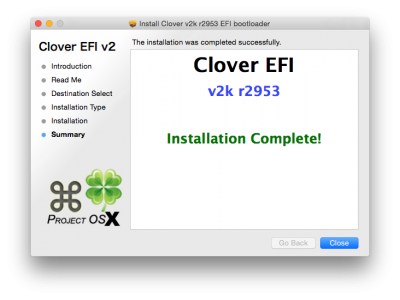 Install Clover v2k r2953 EFI bootloader
Clover EFI v2
The installation was completed successfully.
Introduction
Read Me
Destination Select
Installation Type
Installation
Summary
Clover EFI
v2k r2953
Installation Complete!
PROJECT OSX
Go Back
Close